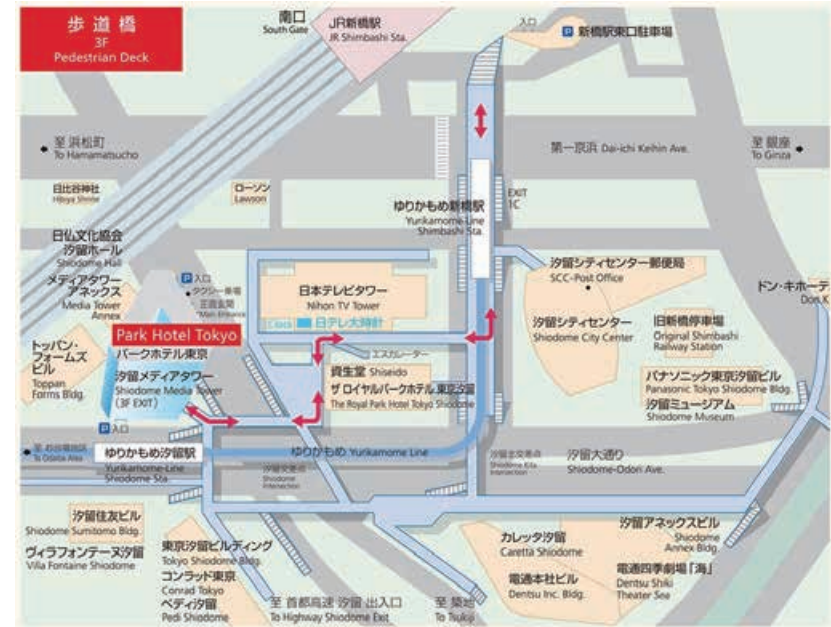 歩道橋
3F
Pedestrian Deck
南口
South Gate
JR新橋駅
JR Shimbashi Sta.
入口
P 新橋駅東口駐車場
至 浜松町
To Hamamatsucho
第一京浜 Dai-ichi Keihin Ave.
至 銀座
To Ginza
日比谷神社
Hibiya Shrine
ローソン
Lawson
ゆりかもめ新橋駅
Yurikamome Line
Shimbashi Sta.
EXIT
1C
日仏文化協会
汐留ホール
Shiodome Hall
メディアタワー
アネックス
Media Tower
Annex
P 入口
タクシー乗場
正面玄関
*Main Entrance
日本テレビタワー
Nihon TV Tower
Clock 日テレ大時計
汐留シティセンター郵便局
SCC-Post Office
汐留シティセンター
Shiodome City Center
旧新橋停車場
Original Shimbashi
Railway Station
ドン・キホーテ
Don K
Park Hotel Tokyo
パークホテル東京
トッパン・
フォームズ
ビル
Toppan
Forms Bldg.
汐留メディアタワー
Shiodome Media Tower
(3F EXIT)
P 入口
エスカレーター
資生堂 Shiseido
ザ ロイヤルパークホテル 東京汐留
The Royal Park Hotel Tokyo Shiodome
パナソニック東京汐留ビル
Panasonic Tokyo Shiodome Bldg.
汐留ミュージアム
Shiodome Museum
至 お台場方面
To Odaiba Area
ゆりかもめ汐留駅
Yurikamome Line
Shiodome Sta.
ゆりかもめ Yurikamome Line
汐留交差点
Shiodome
Intersection
汐留北交差点
Shiodome Kita
Intersection
汐留大通り
Shiodome-Odori Ave.
汐留住友ビル
Shiodome Sumitomo Bldg.
ヴィラフォンテーヌ汐留
Villa Fontaine Shiodome
東京汐留ビルディング
Tokyo Shiodome Bldg.
コンラッド東京
Conrad Tokyo
ペディ汐留
Pedi Shiodome
至 首都高速 汐留 出入口
To Highway Shiodome Exit
至 築地
To Tsukiji
カレッタ汐留
Caretta Shiodome
電通本社ビル
Dentsu Inc. Bldg.
汐留アネックスビル
Shiodome
Annex Bldg.
電通四季劇場「海」
Dentsu Shiki
Theater Sea